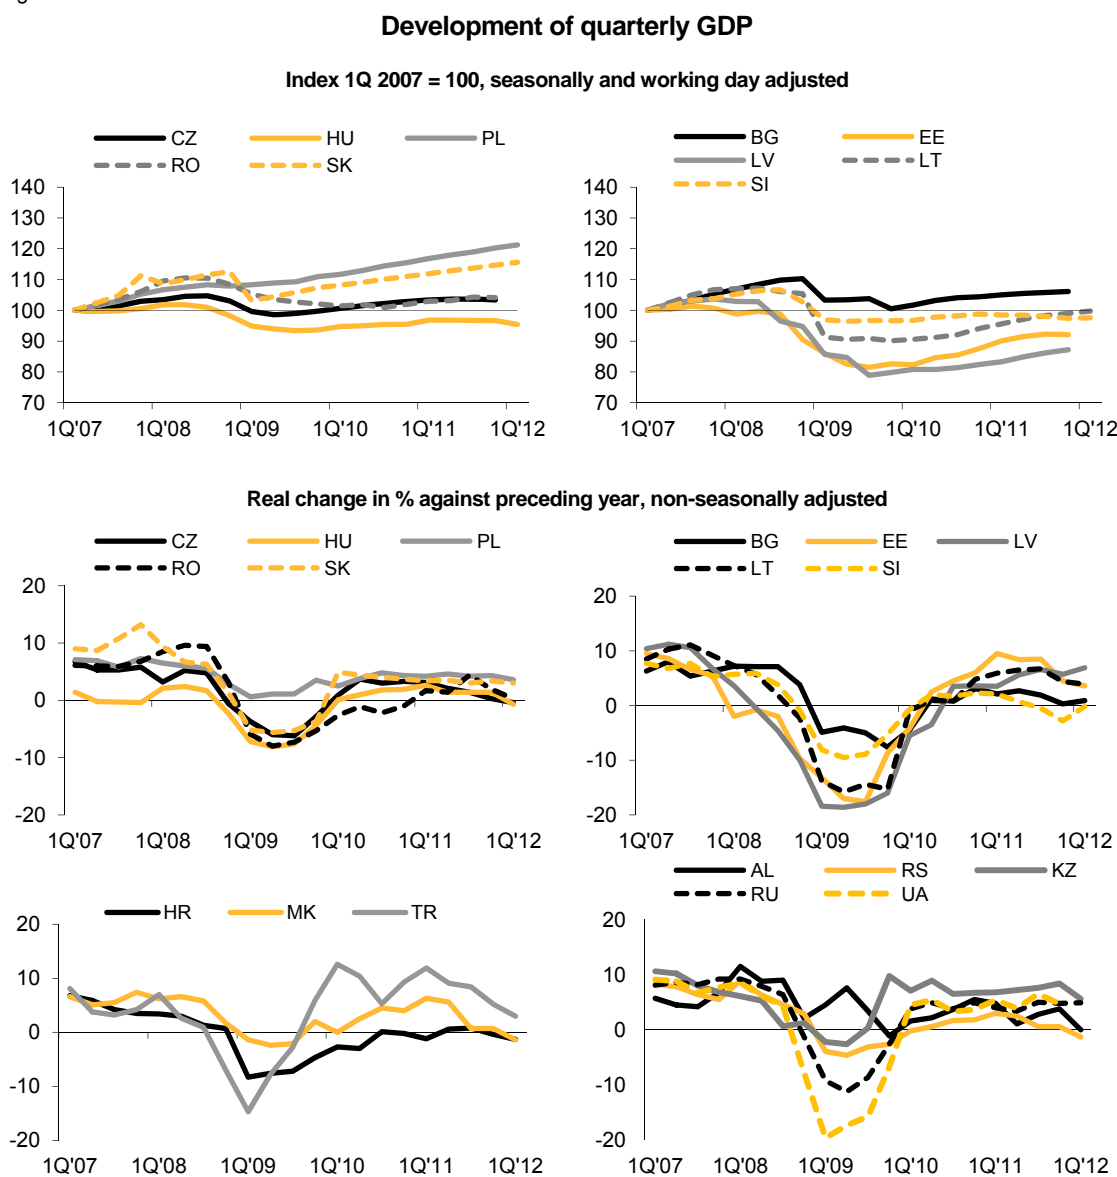 Development of quarterly GDP
Index 1Q 2007 = 100, seasonally and working day adjusted
CZ HU PL
RO SK
140
130
120
110
100
90
80
70
1Q'07 1Q'08 1Q'09 1Q'10 1Q'11 1Q'12
BG EE
LV LT
SI
140
130
120
110
100
90
80
70
1Q'07 1Q'08 1Q'09 1Q'10 1Q'11 1Q'12
Real change in % against preceding year, non-seasonally adjusted
CZ HU PL
RO SK
20
10
0
-10
-20
1Q'07 1Q'08 1Q'09 1Q'10 1Q'11 1Q'12
BG EE LV
LT SI
20
10
0
-10
-20
1Q'07 1Q'08 1Q'09 1Q'10 1Q'11 1Q'12
HR MK TR
20
10
0
-10
-20
1Q'07 1Q'08 1Q'09 1Q'10 1Q'11 1Q'12
AL RS KZ
RU UA
20
10
0
-10
-20
1Q'07 1Q'08 1Q'09 1Q'10 1Q'11 1Q'12